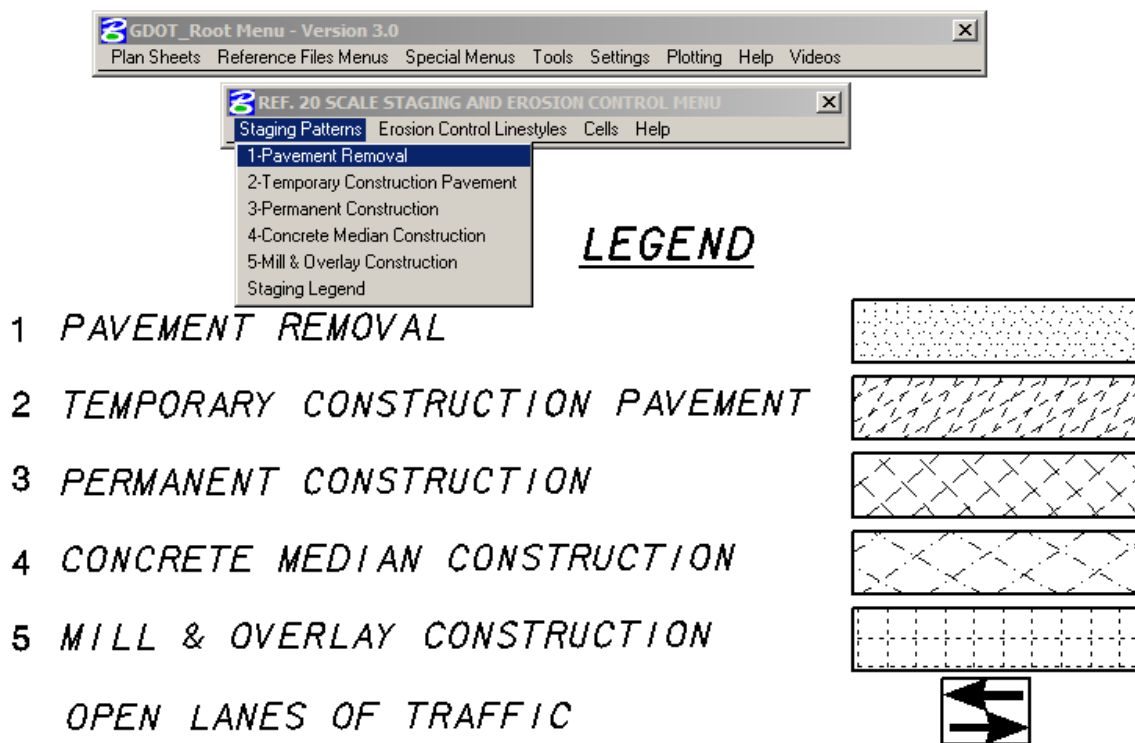 GDOT_Root Menu - Version 3.0
Plan Sheets Reference Files Menus Special Menus Tools Settings Plotting Help Videos
REF. 20 SCALE STAGING AND EROSION CONTROL MENU
Staging Patterns Erosion Control Linestyles Cells Help
1-Pavement Removal
2-Temporary Construction Pavement
3-Permanent Construction
4-Concrete Median Construction
5-Mill & Overlay Construction
Staging Legend
LEGEND
1 PAVEMENT REMOVAL
2 TEMPORARY CONSTRUCTION PAVEMENT
3 PERMANENT CONSTRUCTION
4 CONCRETE MEDIAN CONSTRUCTION
5 MILL & OVERLAY CONSTRUCTION
OPEN LANES OF TRAFFIC